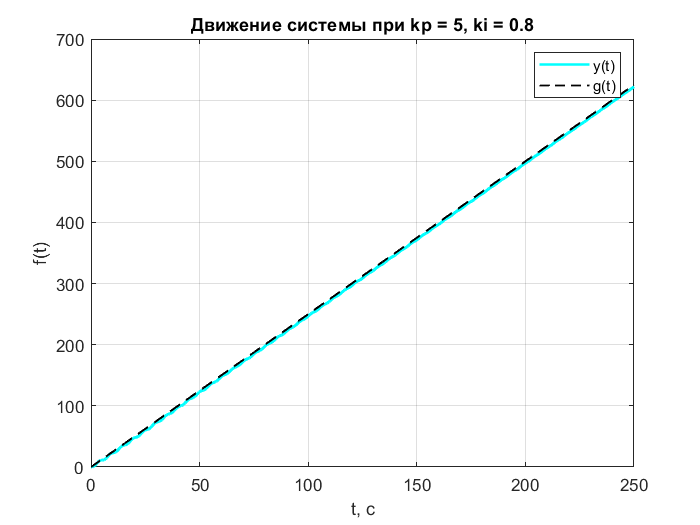 Движение системы при kp = 5, ki = 0.8
700
600
500
400
300
200
100
0
f(t)
y(t)
g(t)
0 50 100 150 200 250
t, c